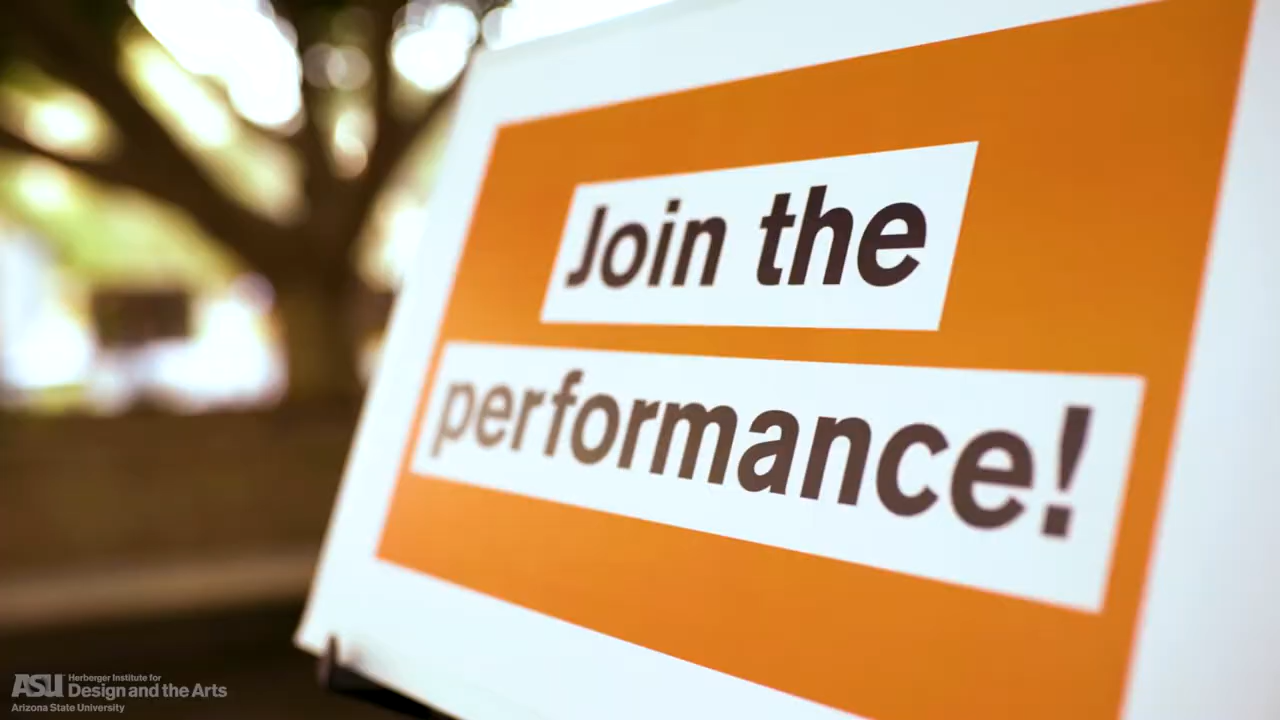 Join the
performance!
ASU Herberger Institute for
Design and the Arts
Arizona State University